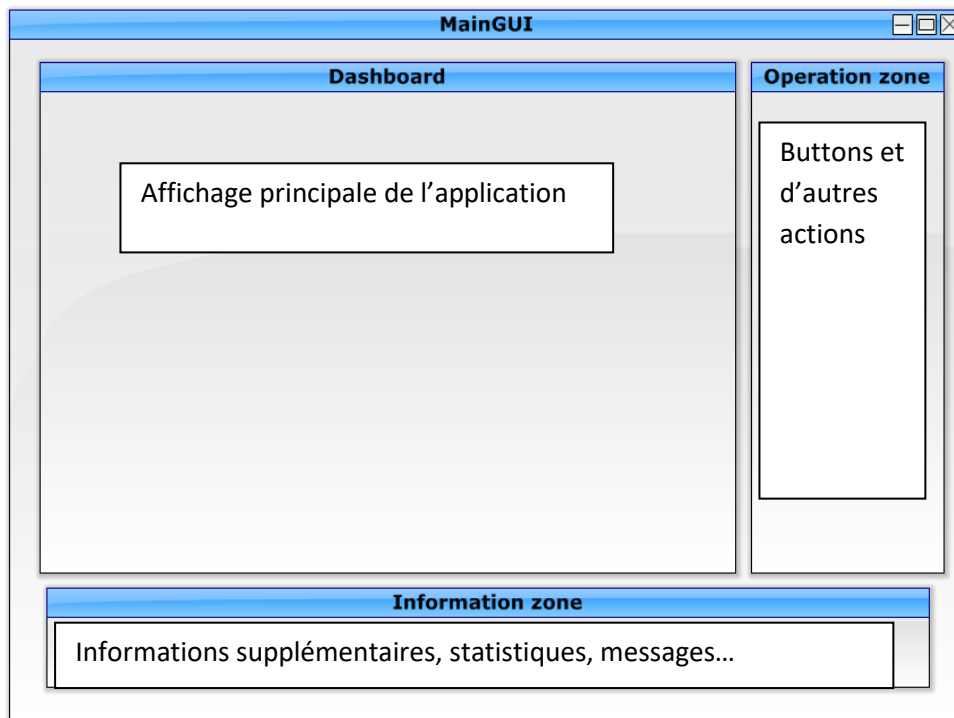 MainGUI
Dashboard
Operation zone
Affichage principale de l’application
Buttons et
d’autres
actions
Information zone
Informations supplémentaires, statistiques, messages…